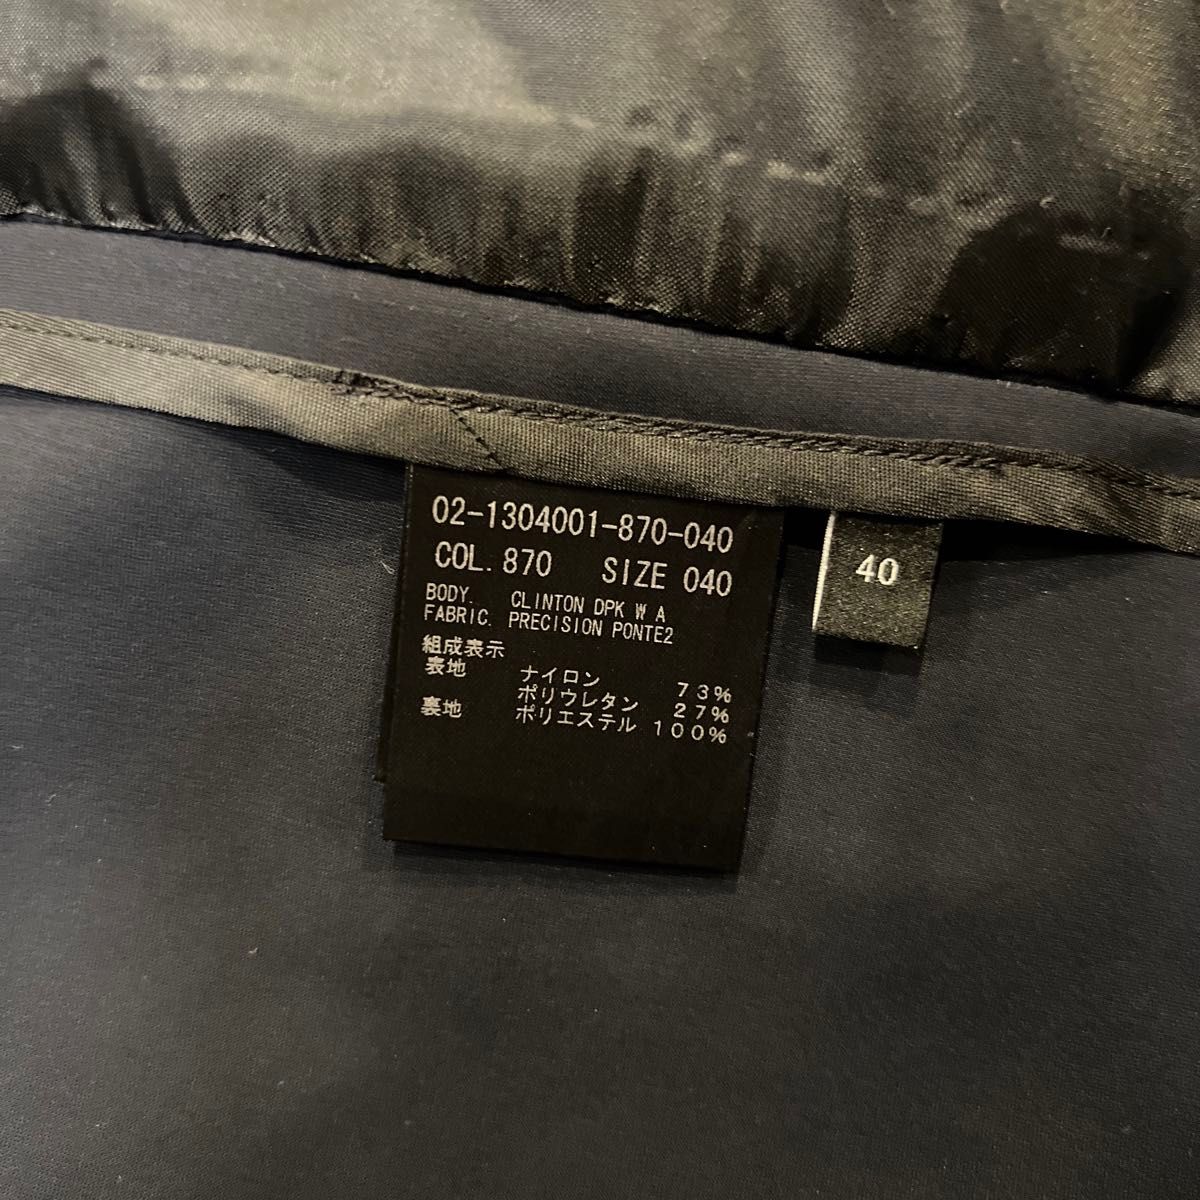 02-1304001-870-040
COL. 870 SIZE 040
BODY. CLINTON DPK W A
FABRIC. PRECISION PONTE2
組成表示
表地 ナイロン 73%
ポリウレタン 27%
裏地 ポリエステル 100%
40